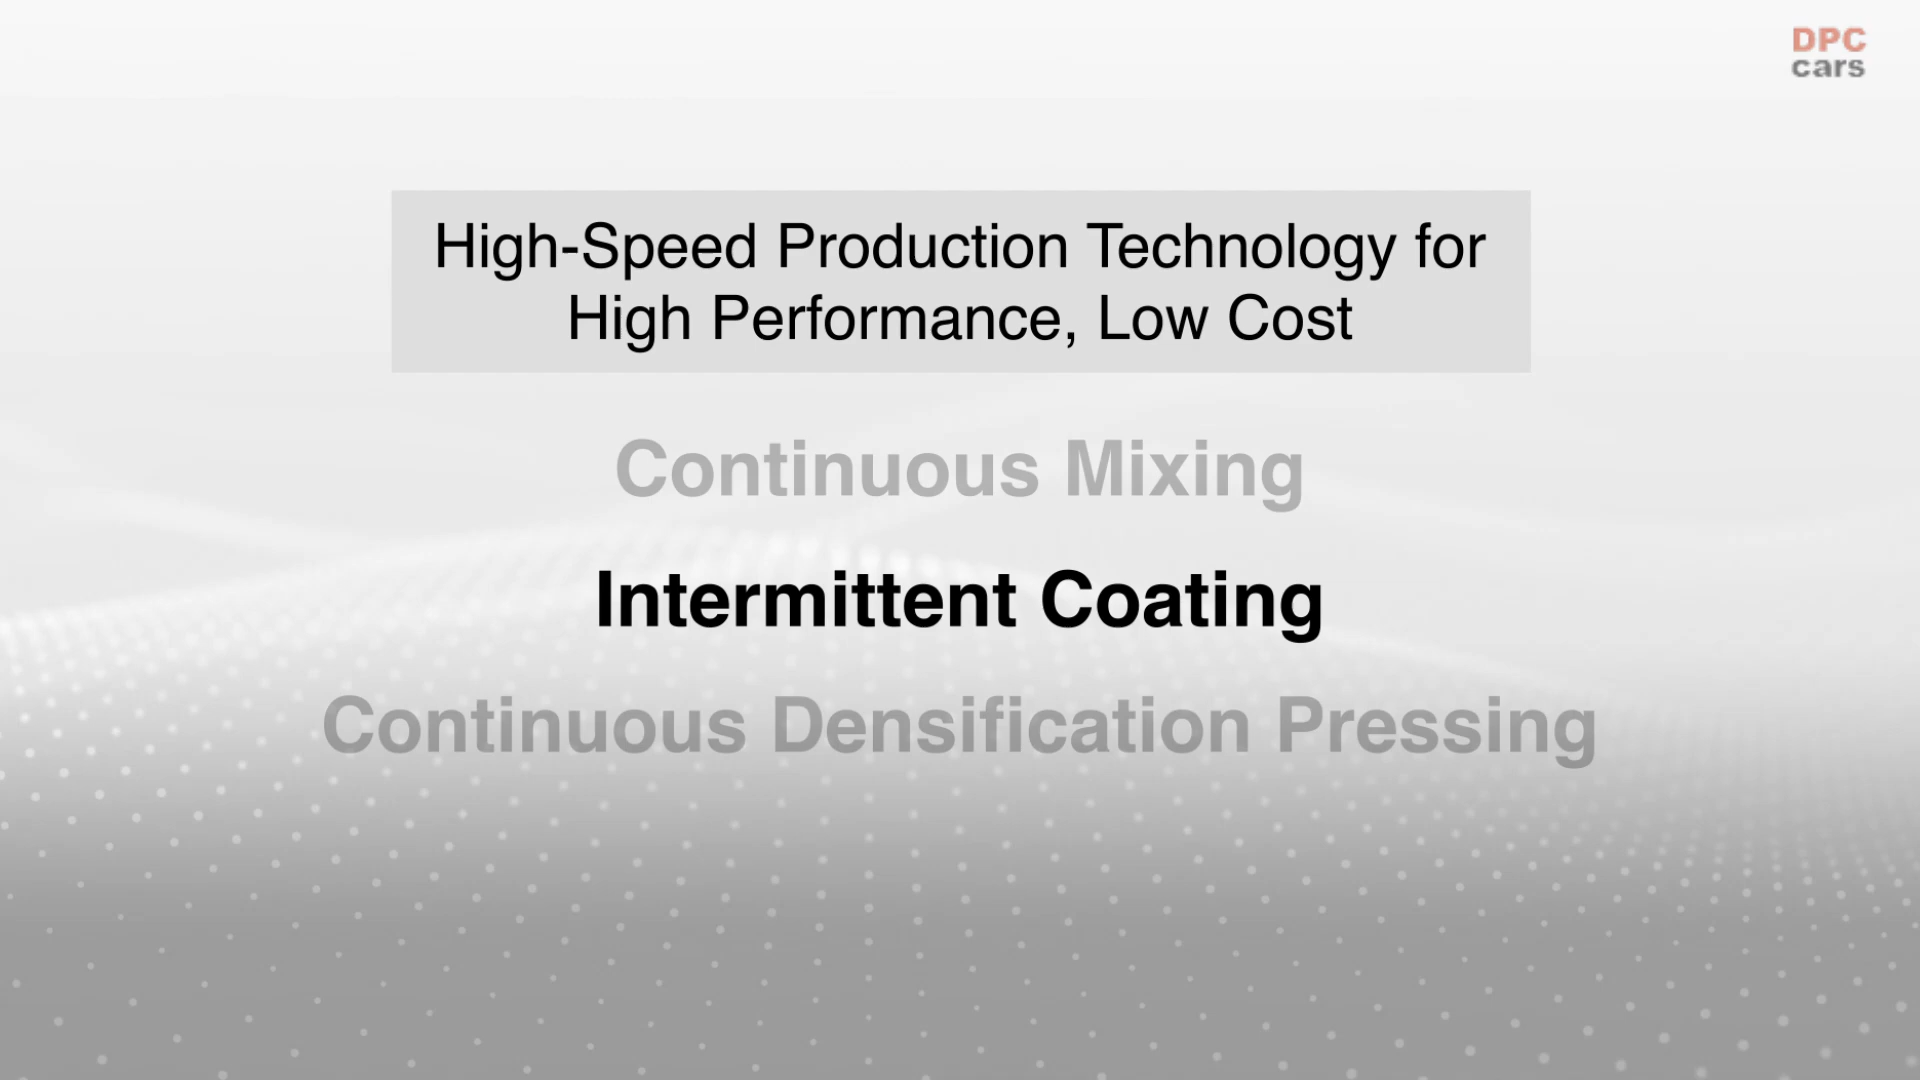 DPC
cars
High-Speed Production Technology for
High Performance, Low Cost
Continuous Mixing
Intermittent Coating
Continuous Densification Pressing